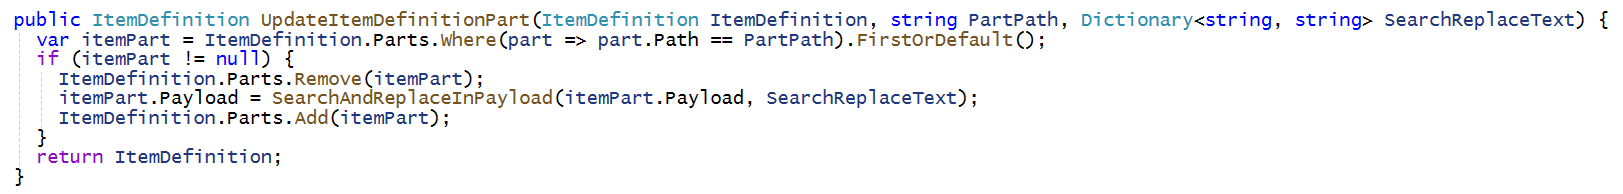 public ItemDefinition UpdateItemDefinitionPart(ItemDefinition ItemDefinition, string PartPath, Dictionary<string, string> SearchReplaceText) {
  var itemPart = ItemDefinition.Parts.Where(part => part.Path == PartPath).FirstOrDefault();
  if (itemPart != null) {
    ItemDefinition.Parts.Remove(itemPart);
    itemPart.Payload = SearchAndReplaceInPayload(itemPart.Payload, SearchReplaceText);
    ItemDefinition.Parts.Add(itemPart);
  }
  return ItemDefinition;
}